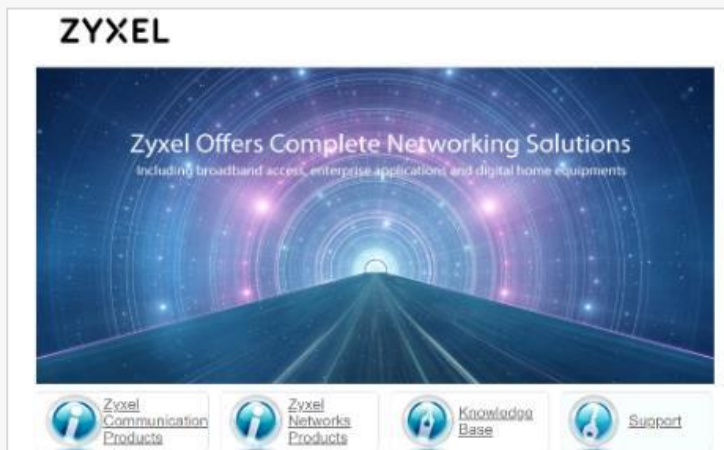 ZYXEL
Zyxel Offers Complete Networking Solutions
Including broadband access, enterprise applications and digital home equipments
Zyxel
Communication
Products
Zyxel
Networks
Products
Knowledge
Base
Support